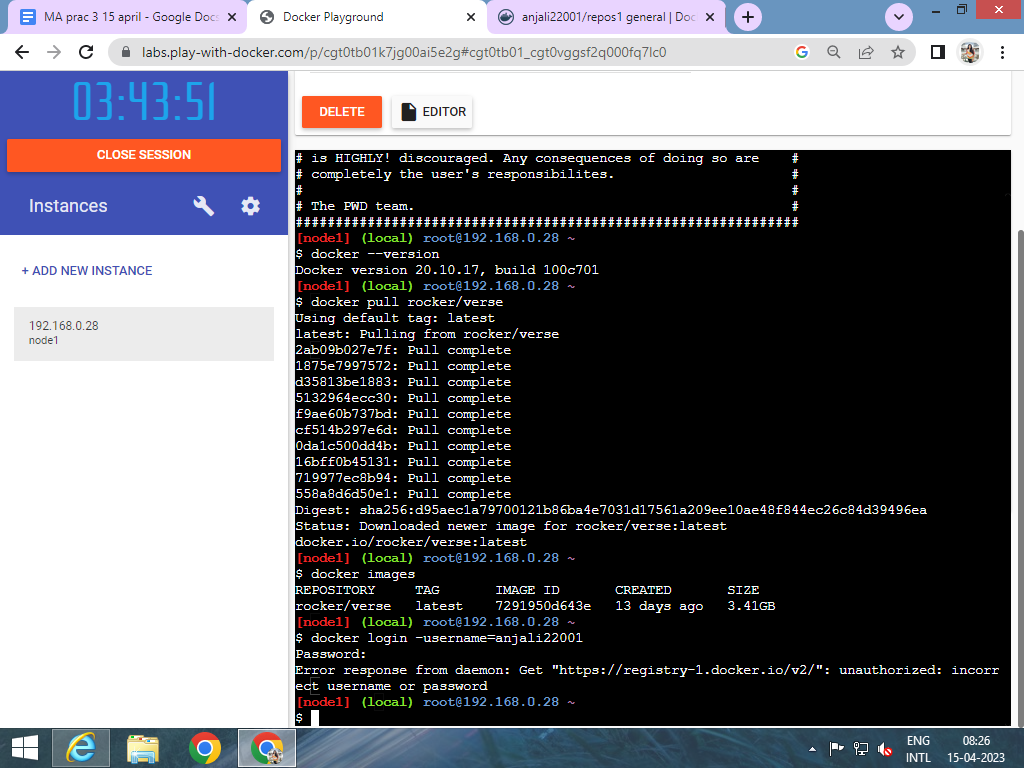 MA prac 3 15 april - Google Docs
Docker Playground
anjali22001/repos1 general | Doc
labs.play-with-docker.com/p/cgt0tb01k7jg00ai5e2g#cgt0tb01_cgt0vggsf2q000fq7lc0
03:43:51
CLOSE SESSION
Instances
+ ADD NEW INSTANCE
192.168.0.28
node1
DELETE
EDITOR
# is HIGHLY! discouraged. Any consequences of doing so are #
# completely the user's responsibilites. #
# #
# The PWD team. #
###############################################################
[node1] (local) root@192.168.0.28 ~
$ docker --version
Docker version 20.10.17, build 100c701
[node1] (local) root@192.168.0.28 ~
$ docker pull rocker/verse
Using default tag: latest
latest: Pulling from rocker/verse
2ab09b027e7f: Pull complete
1875e7997572: Pull complete
d35813be1883: Pull complete
5132964ecc30: Pull complete
f9ae60b737bd: Pull complete
cf514b297e6d: Pull complete
0da1c500dd4b: Pull complete
16bff0b45131: Pull complete
719977ec8b94: Pull complete
558a8d6d50e1: Pull complete
Digest: sha256:d95aec1a79700121b86ba4e7031d17561a209ee10ae48f844ec26c84d39496ea
Status: Downloaded newer image for rocker/verse:latest
docker.io/rocker/verse:latest
[node1] (local) root@192.168.0.28 ~
$ docker images
REPOSITORY TAG IMAGE ID CREATED SIZE
rocker/verse latest 7291950d643e 13 days ago 3.41GB
[node1] (local) root@192.168.0.28 ~
$ docker login -username=anjali22001
Password:
Error response from daemon: Get "https://registry-1.docker.io/v2/": unauthorized: incorr
ect username or password
[node1] (local) root@192.168.0.28 ~
$
ENG
INTL
08:26
15-04-2023